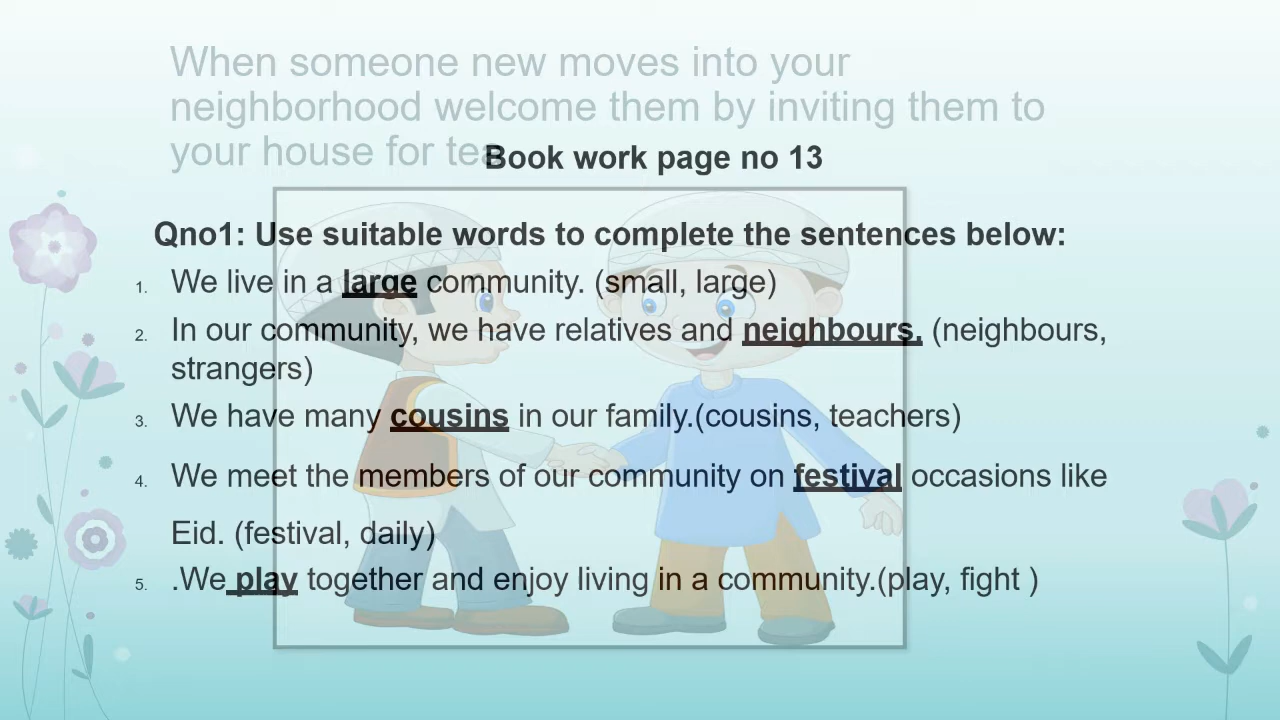 When someone new moves into your
neighborhood welcome them by inviting them to
your house for tea
Book work page no 13
Qno1: Use suitable words to complete the sentences below:
1. We live in a large community. (small, large)
2. In our community, we have relatives and neighbours. (neighbours,
strangers)
3. We have many cousins in our family.(cousins, teachers)
4. We meet the members of our community on festival occasions like
Eid. (festival, daily)
5. .We play together and enjoy living in a community.(play, fight )